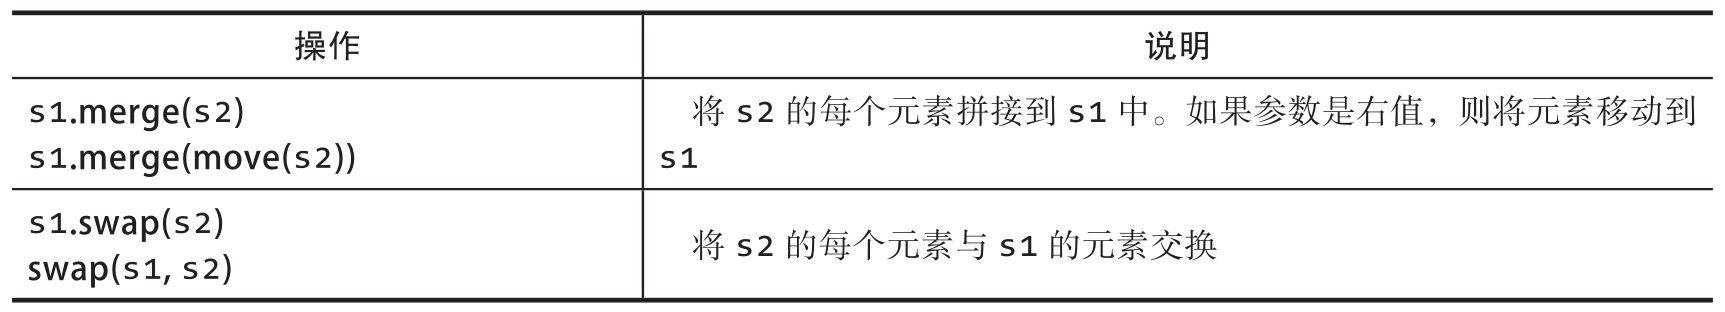 操作 说明
s1.merge(s2)
s1.merge(move(s2))
将 s2 的每个元素拼接到 s1 中。如果参数是右值，则将元素移动到
s1
s1.swap(s2)
swap(s1, s2)
将 s2 的每个元素与 s1 的元素交换